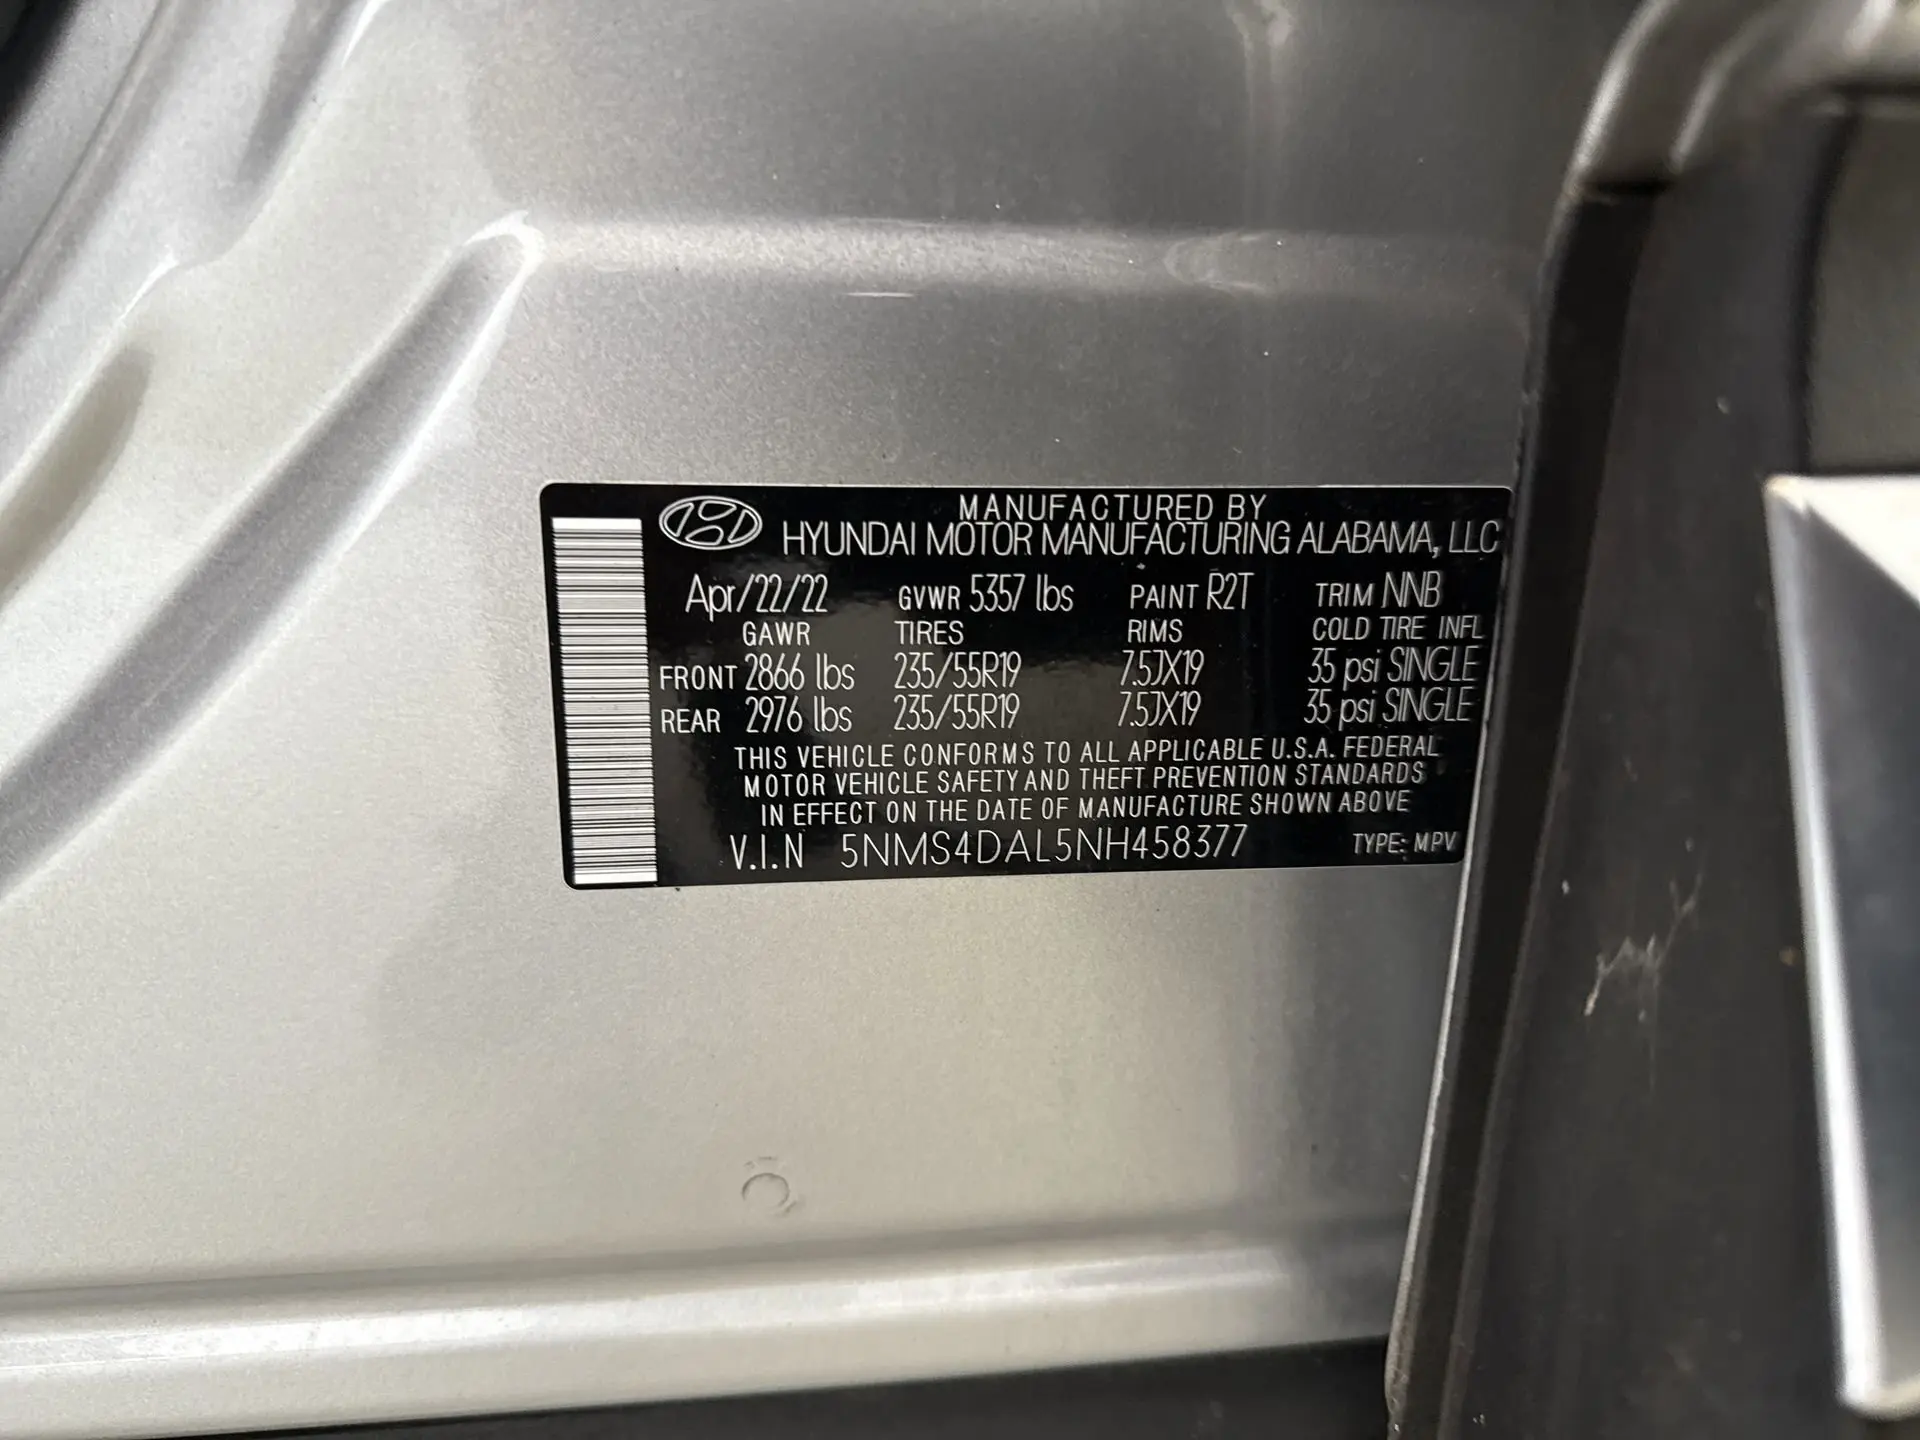 MANUFACTURED BY
HYUNDAI MOTOR MANUFACTURING ALABAMA, LLC
Apr/22/22 GVWR 5357 lbs PAINT R2T TRIM NNB
GAWR TIRES RIMS COLD TIRE INFL
FRONT 2866 lbs 235/55R19 7.5JX19 35 psi SINGLE
REAR 2976 lbs 235/55R19 7.5JX19 35 psi SINGLE
THIS VEHICLE CONFORMS TO ALL APPLICABLE U.S.A. FEDERAL
MOTOR VEHICLE SAFETY AND THEFT PREVENTION STANDARDS
IN EFFECT ON THE DATE OF MANUFACTURE SHOWN ABOVE
V.I.N 5NMS4DAL5NH458377 TYPE: MPV